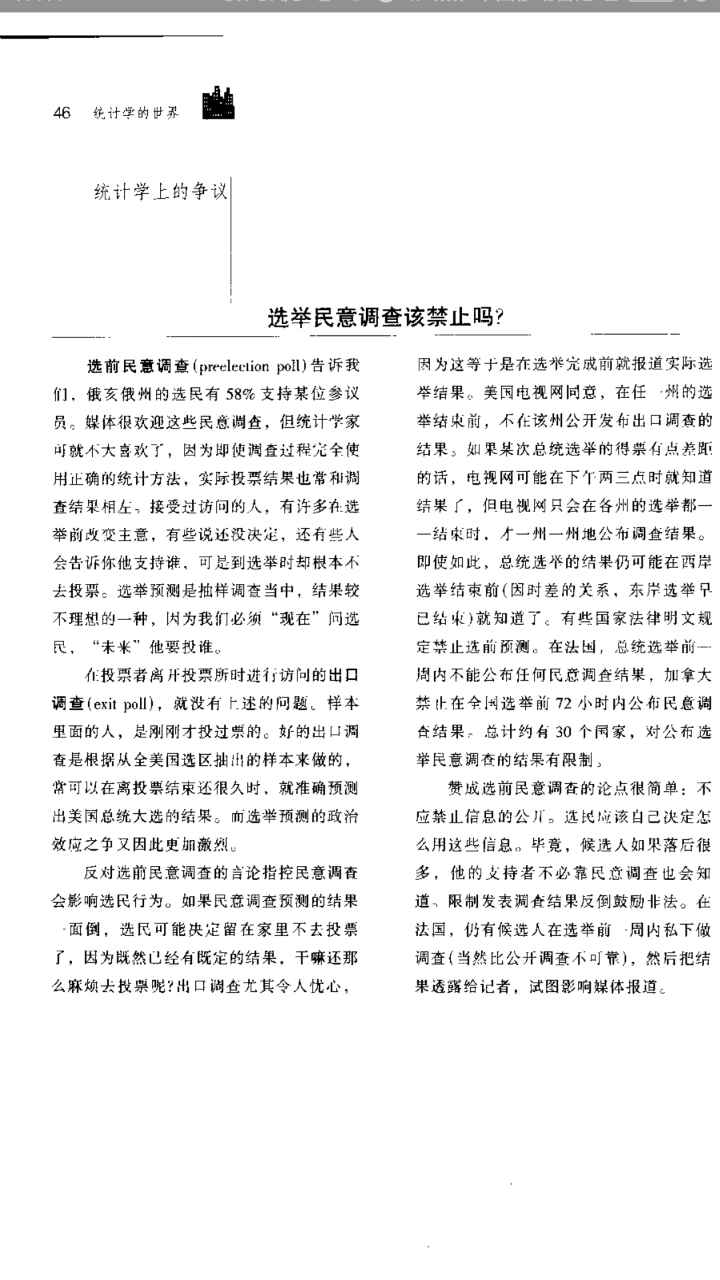 46 统计学的世界
统计学上的争议
选举民意调查该禁止吗?
选前民意调查(preelection poll)告诉我
们，俄亥俄州的选民有 58% 支持某位参议
员。媒体很欢迎这些民意调查，但统计学家
可就不大喜欢了，因为即使调查过程完全使
用正确的统计方法，实际投票结果也常和调
查结果相左。接受过访问的人，有许多在选
举前改变主意，有些说还没决定，还有些人
会告诉你他支持谁，可是到选举时却根本不
去投票。选举预测是抽样调查当中，结果较
不理想的一种，因为我们必须“现在”问选
民，“未来”他要投谁。
在投票者离开投票所时进行访问的出口
调查(exit poll)，就没有上述的问题。样本
里面的人，是刚刚才投过票的。好的出口调
查是根据从全美国选区抽出的样本来做的，
常可以在离投票结束还很久时，就准确预测
出美国总统大选的结果。而选举预测的政治
效应之争又因此更加激烈。
反对选前民意调查的言论指控民意调查
会影响选民行为。如果民意调查预测的结果
一面倒，选民可能决定留在家里不去投票
了，因为既然已经有既定的结果，干嘛还那
么麻烦去投票呢?出口调查尤其令人忧心，
因为这等于是在选举完成前就报道实际选
举结果。美国电视网同意，在任一州的选
举结束前，不在该州公开发布出口调查的
结果。如果某次总统选举的得票有点差距
的话，电视网可能在下午两三点时就知道
结果了，但电视网只会在各州的选举都一
一结束时，才一州一州地公布调查结果。
即使如此，总统选举的结果仍可能在西岸
选举结束前(因时差的关系，东岸选举早
已结束)就知道了。有些国家法律明文规
定禁止选前预测。在法国，总统选举前一
周内不能公布任何民意调查结果，加拿大
禁止在全国选举前 72 小时内公布民意调
查结果。总计约有 30 个国家，对公布选
举民意调查的结果有限制。
赞成选前民意调查的论点很简单：不
应禁止信息的公开。选民应该自己决定怎
么用这些信息。毕竟，候选人如果落后很
多，他的支持者不必靠民意调查也会知
道。限制发表调查结果反倒鼓励非法。在
法国，仍有候选人在选举前一周内私下做
调查(当然比公开调查不可靠)，然后把结
果透露给记者，试图影响媒体报道。